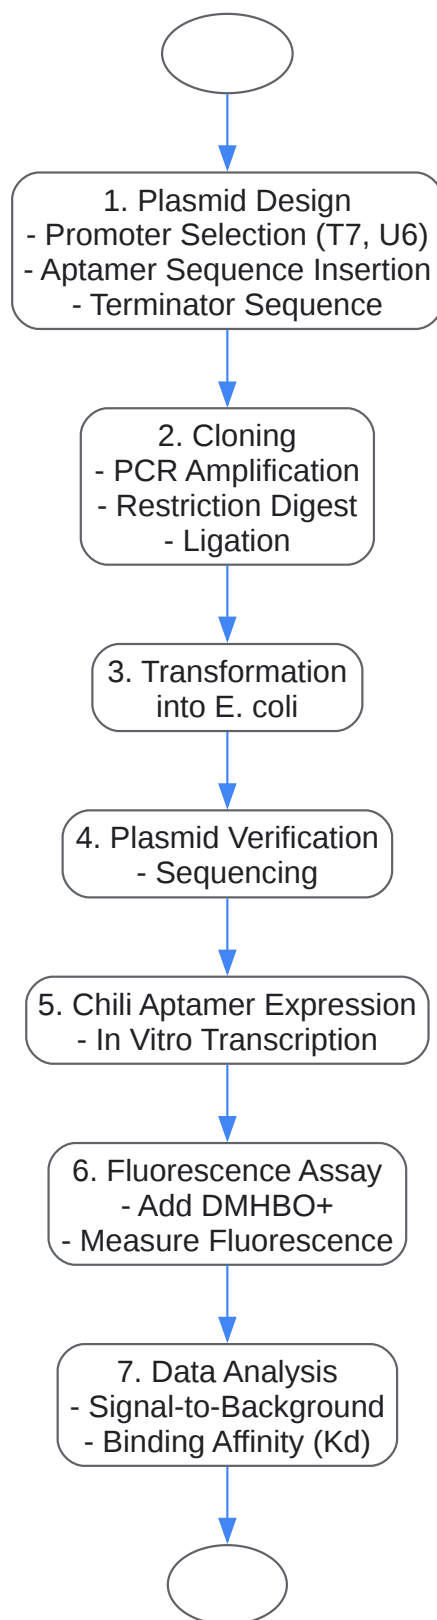 1. Plasmid Design
- Promoter Selection (T7, U6)
- Aptamer Sequence Insertion
- Terminator Sequence
2. Cloning
- PCR Amplification
- Restriction Digest
- Ligation
3. Transformation
into E. coli
4. Plasmid Verification
- Sequencing
5. Chili Aptamer Expression
- In Vitro Transcription
6. Fluorescence Assay
- Add DMHBO+
- Measure Fluorescence
7. Data Analysis
- Signal-to-Background
- Binding Affinity (Kd)